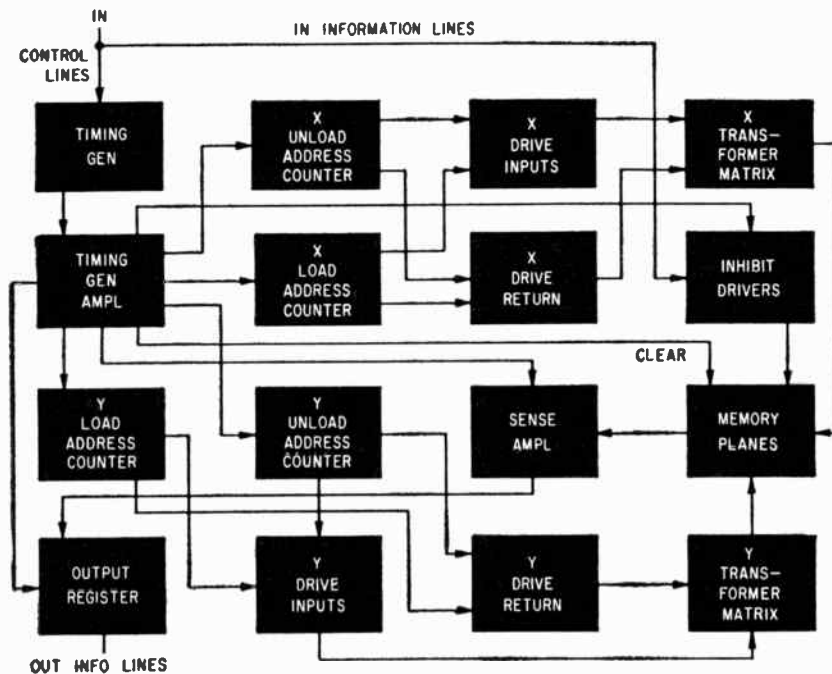 IN
IN INFORMATION LINES
CONTROL
LINES
TIMING
GEN
X
UNLOAD
ADDRESS
COUNTER
X
DRIVE
INPUTS
X
TRANS-
FORMER
MATRIX
TIMING
GEN
AMPL
X
LOAD
ADDRESS
COUNTER
X
DRIVE
RETURN
INHIBIT
DRIVERS
CLEAR
Y
LOAD
ADDRESS
COUNTER
Y
UNLOAD
ADDRESS
COUNTER
SENSE
AMPL
MEMORY
PLANES
OUTPUT
REGISTER
Y
DRIVE
INPUTS
Y
DRIVE
RETURN
Y
TRANS-
FORMER
MATRIX
OUT INFO LINES